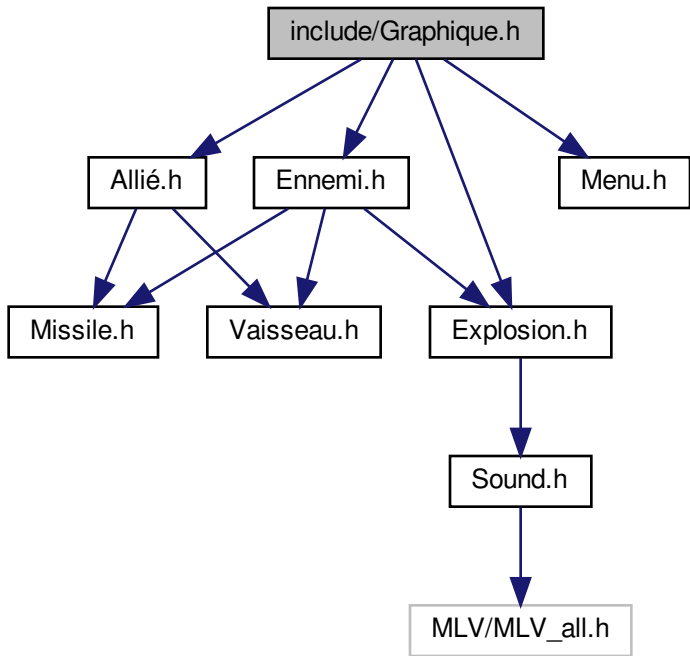 include/Graphique.h
Allié.h
Ennemi.h
Menu.h
Missile.h
Vaisseau.h
Explosion.h
Sound.h
MLV/MLV_all.h